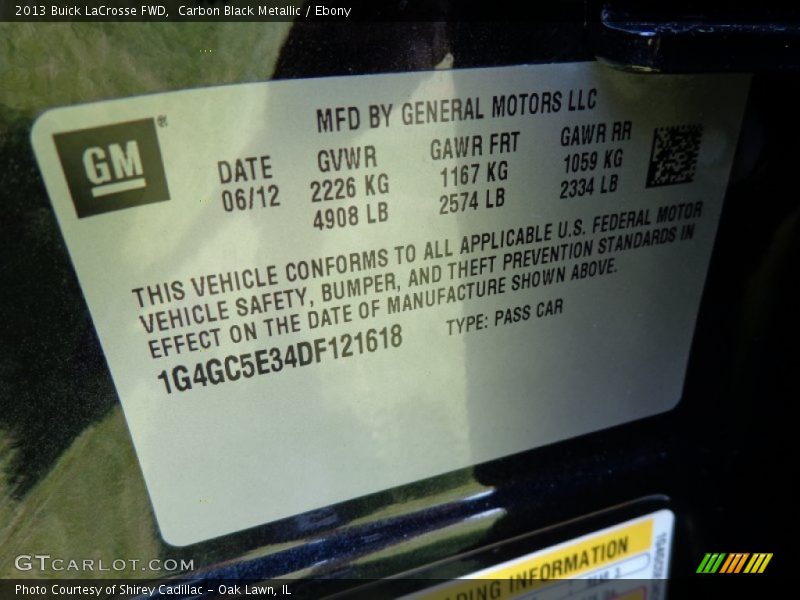 2013 Buick LaCrosse FWD, Carbon Black Metallic / Ebony
MFD BY GENERAL MOTORS LLC
GM®
DATE GVWR GAWR FRT GAWR RR
06/12 2226 KG 1167 KG 1059 KG
4908 LB 2574 LB 2334 LB
THIS VEHICLE CONFORMS TO ALL APPLICABLE U.S. FEDERAL MOTOR
VEHICLE SAFETY, BUMPER, AND THEFT PREVENTION STANDARDS IN
EFFECT ON THE DATE OF MANUFACTURE SHOWN ABOVE.
1G4GC5E34DF121618 TYPE: PASS CAR
INFORMATION
GTCARLOT.COM
Photo Courtesy of Shirey Cadillac - Oak Lawn, IL